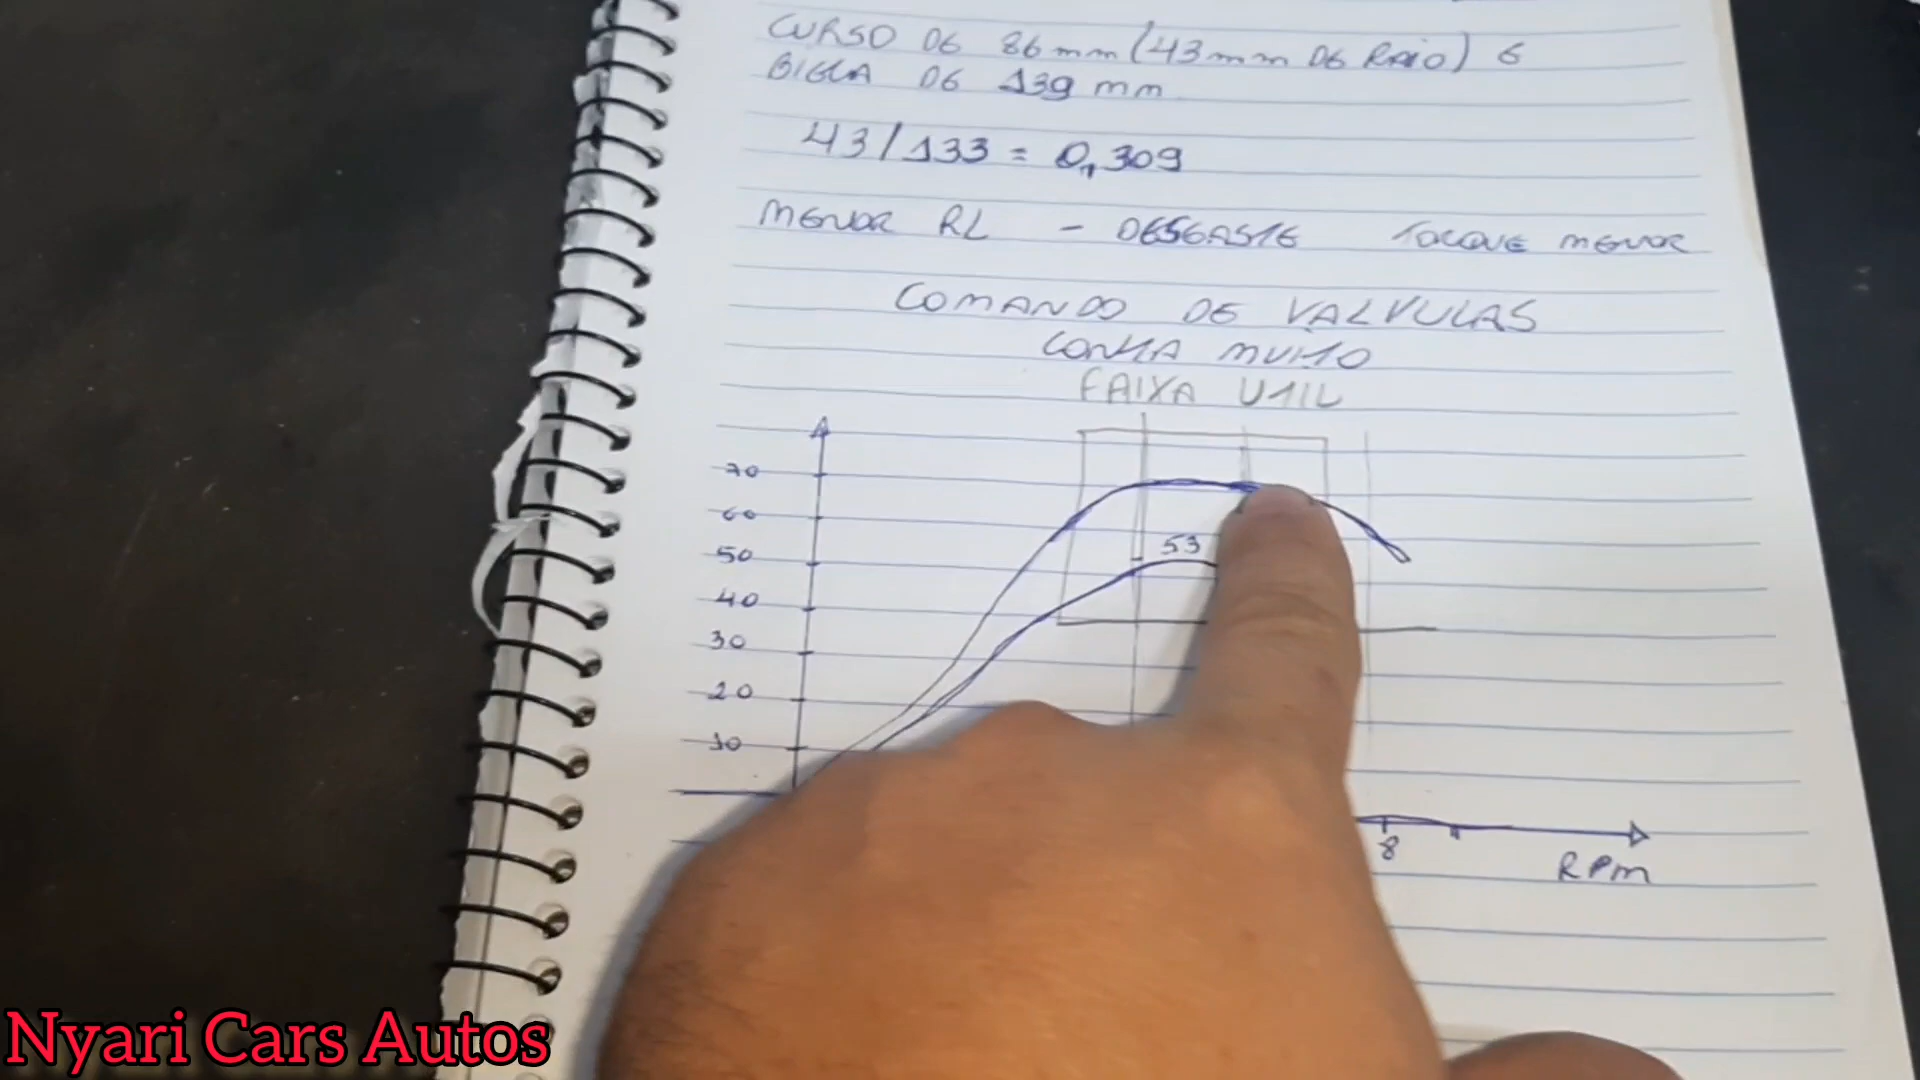 CURSO DE 86 mm (43 mm DE RAIO) E
BIELA DE 139 mm
43/139 = 0,309
MENOR RL - DESGASTE TORQUE MENOR
COMANDO DE VALVULAS
CONTA MUITO
FAIXA UTIL
70
60
53
50
40
30
20
10
8
RPM
Nyari Cars Autos